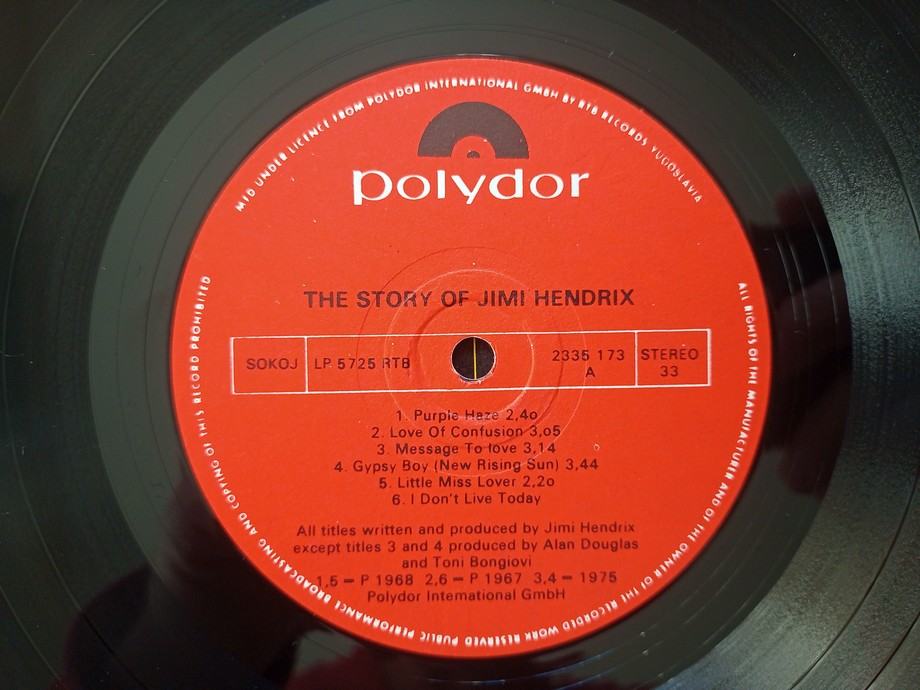 MFD UNDER LICENCE FROM POLYDOR INTERNATIONAL GMBH BY RTB RECORDS YUGOSLAVIA
polydor
THE STORY OF JIMI HENDRIX
SOKOJ LP 5725 RTB 2335 173 STEREO
A 33
1. Purple Haze 2,4o
2. Love Of Confusion 3,o5
3. Message To love 3,14
4. Gypsy Boy (New Rising Sun) 3,44
5. Little Miss Lover 2,2o
6. I Don't Live Today
All titles written and produced by Jimi Hendrix
except titles 3 and 4 produced by Alan Douglas
and Toni Bongiovi
1,5 — P 1968 2,6 — P 1967 3,4 — 1975
Polydor International GmbH
ALL RIGHTS OF THE MANUFACTURER AND OF THE OWNER OF THE RECORDED WORK RESERVED PUBLIC PERFORMANCE BROADCASTING AND COPYING OF THIS RECORD PROHIBITED